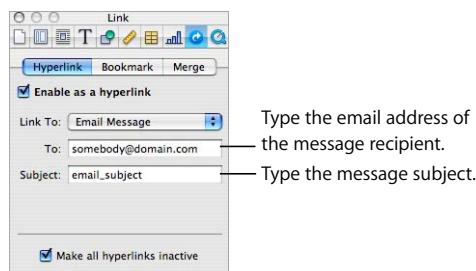 Link
T
Hyperlink Bookmark Merge
Enable as a hyperlink
Link To: Email Message
To: somebody@domain.com
Subject: email_subject
Make all hyperlinks inactive
Type the email address of
the message recipient.
Type the message subject.